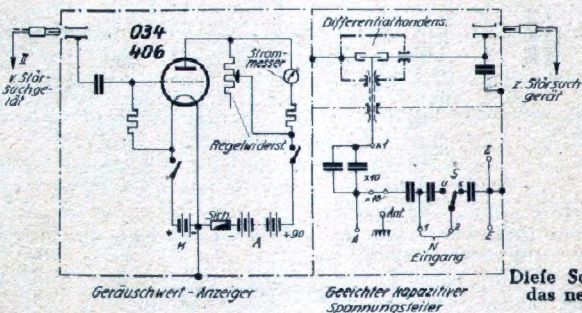 034
406
Differentialkondens.
II
v. Stör-
suchge-
rät
Strom-
messer
z. Störsuch
gerät
Regelwiderst.
x1
x10
x10
Ant.
U
S
K
E
Sich.
H
A
+90
A
1
N
2
E
Eingang
Geräuschwert-Anzeiger
Geeichter kapazitiver
Spannungsteiler
Diese Sc
das ne